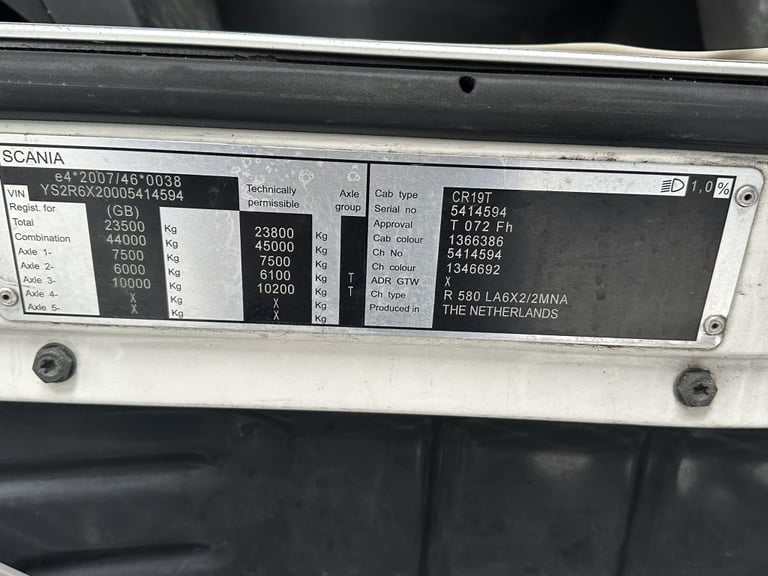 SCANIA
e4*2007/46*0038
VIN YS2R6X20005414594
Technically permissible Axle group
Regist. for (GB)
Total 23500 Kg 23800 Kg
Combination 44000 Kg 45000 Kg
Axle 1- 7500 Kg 7500 Kg
Axle 2- 6000 Kg 6100 Kg T
Axle 3- 10000 Kg 10200 Kg T
Axle 4- X Kg X Kg
Axle 5- X Kg X Kg
1,0 %
Cab type CR19T
Serial no 5414594
Approval T 072 Fh
Cab colour 1366386
Ch No 5414594
Ch colour 1346692
ADR GTW X
Ch type R 580 LA6X2/2MNA
Produced in THE NETHERLANDS